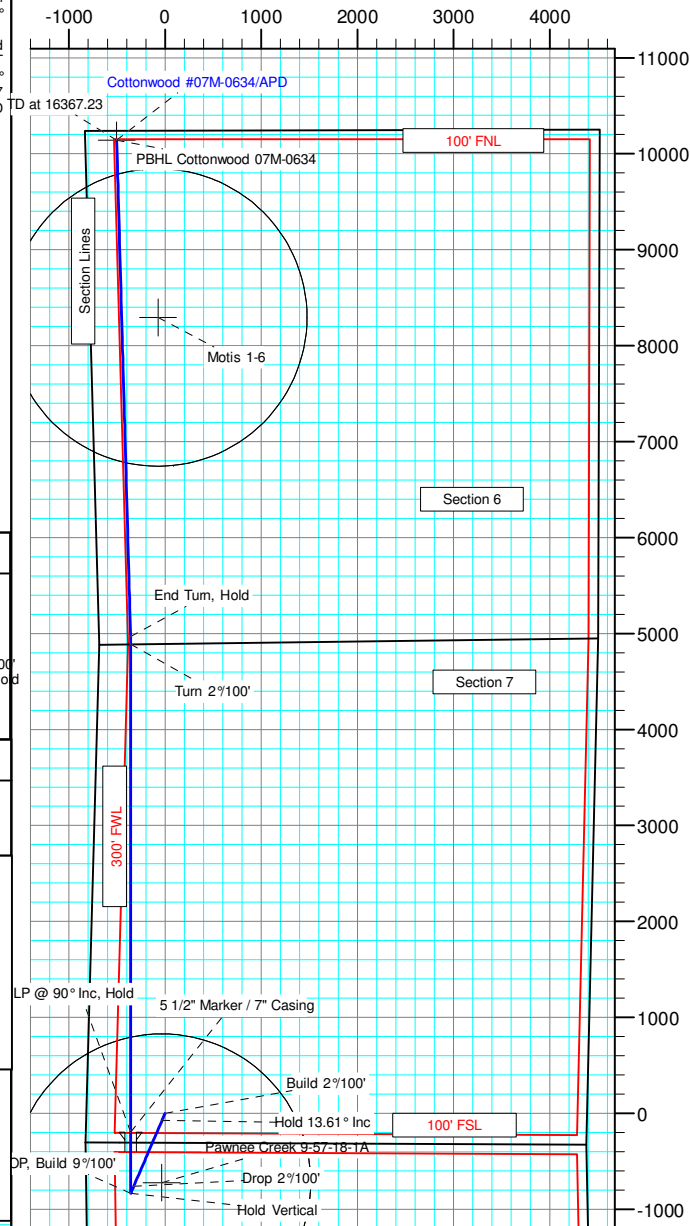 -1000 0 1000 2000 3000 4000
11000
Cottonwood #07M-0634/APD
TD at 16367.23
100' FNL
PBHL Cottonwood 07M-0634
10000
Section Lines
9000
Motis 1-6
8000
7000
Section 6
6000
End Turn, Hold
5000
Section 7
Turn 2°/100'
4000
300' FWL
3000
2000
LP @ 90° Inc, Hold
5 1/2" Marker / 7" Casing
1000
Build 2°/100'
Hold 13.61° Inc
100' FSL
0
Pawnee Creek 9-57-18-1A
OP, Build 9°/100'
Drop 2°/100'
Hold Vertical
-1000